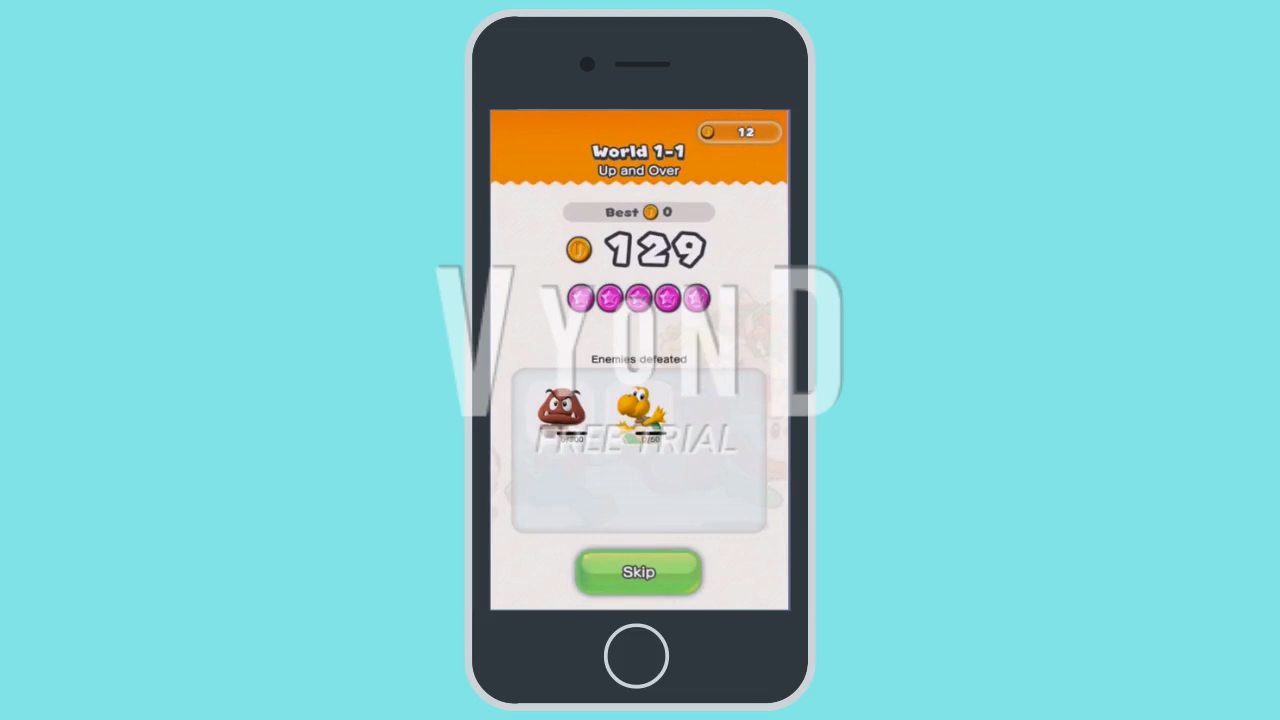 12
World 1-1
Up and Over
Best 0
129
VYOND
Enemies defeated
FREE TRIAL
Skip